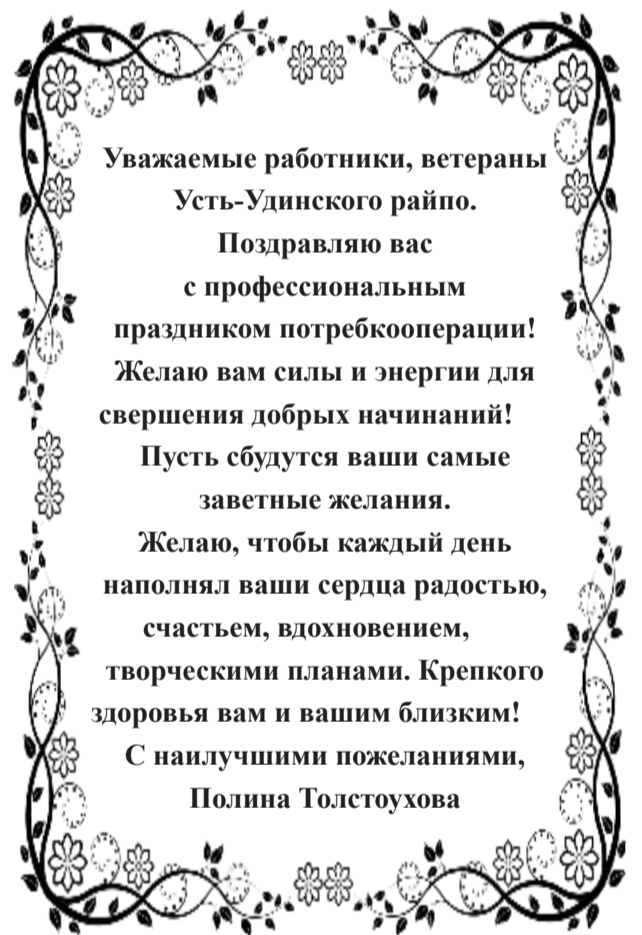 Уважаемые работники, ветераны
Усть-Удинского райпо.
Поздравляю вас
с профессиональным
праздником потребкооперации!
Желаю вам силы и энергии для
свершения добрых начинаний!
Пусть сбудутся ваши самые
заветные желания.
Желаю, чтобы каждый день
наполнял ваши сердца радостью,
счастьем, вдохновением,
творческими планами. Крепкого
здоровья вам и вашим близким!
С наилучшими пожеланиями,
Полина Толстоухова